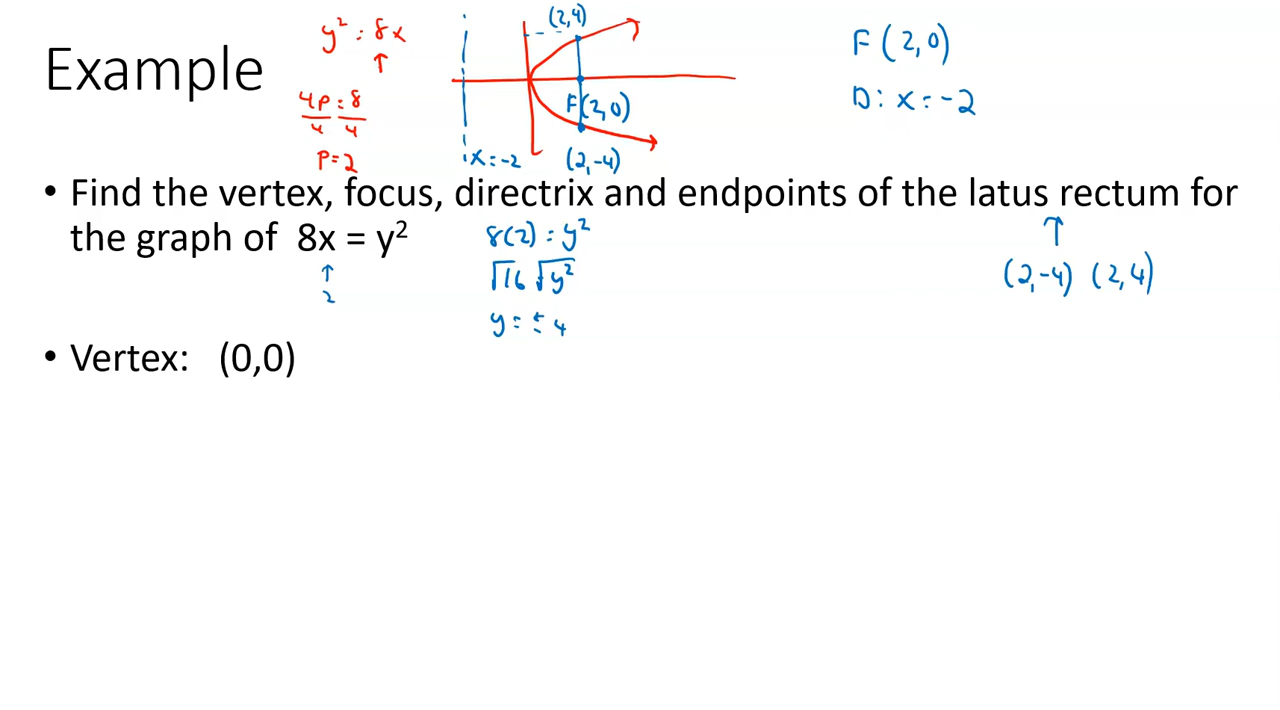 Example
y² = 8x
↑
4p = 8
4 4
p = 2
(2,4)
F(2,0)
x = -2
(2,-4)
F (2,0)
D: x = -2
• Find the vertex, focus, directrix and endpoints of the latus rectum for
the graph of 8x = y²
↑
2
8(2) = y²
√16 √y²
y = ± 4
↑
(2,-4) (2,4)
• Vertex: (0,0)